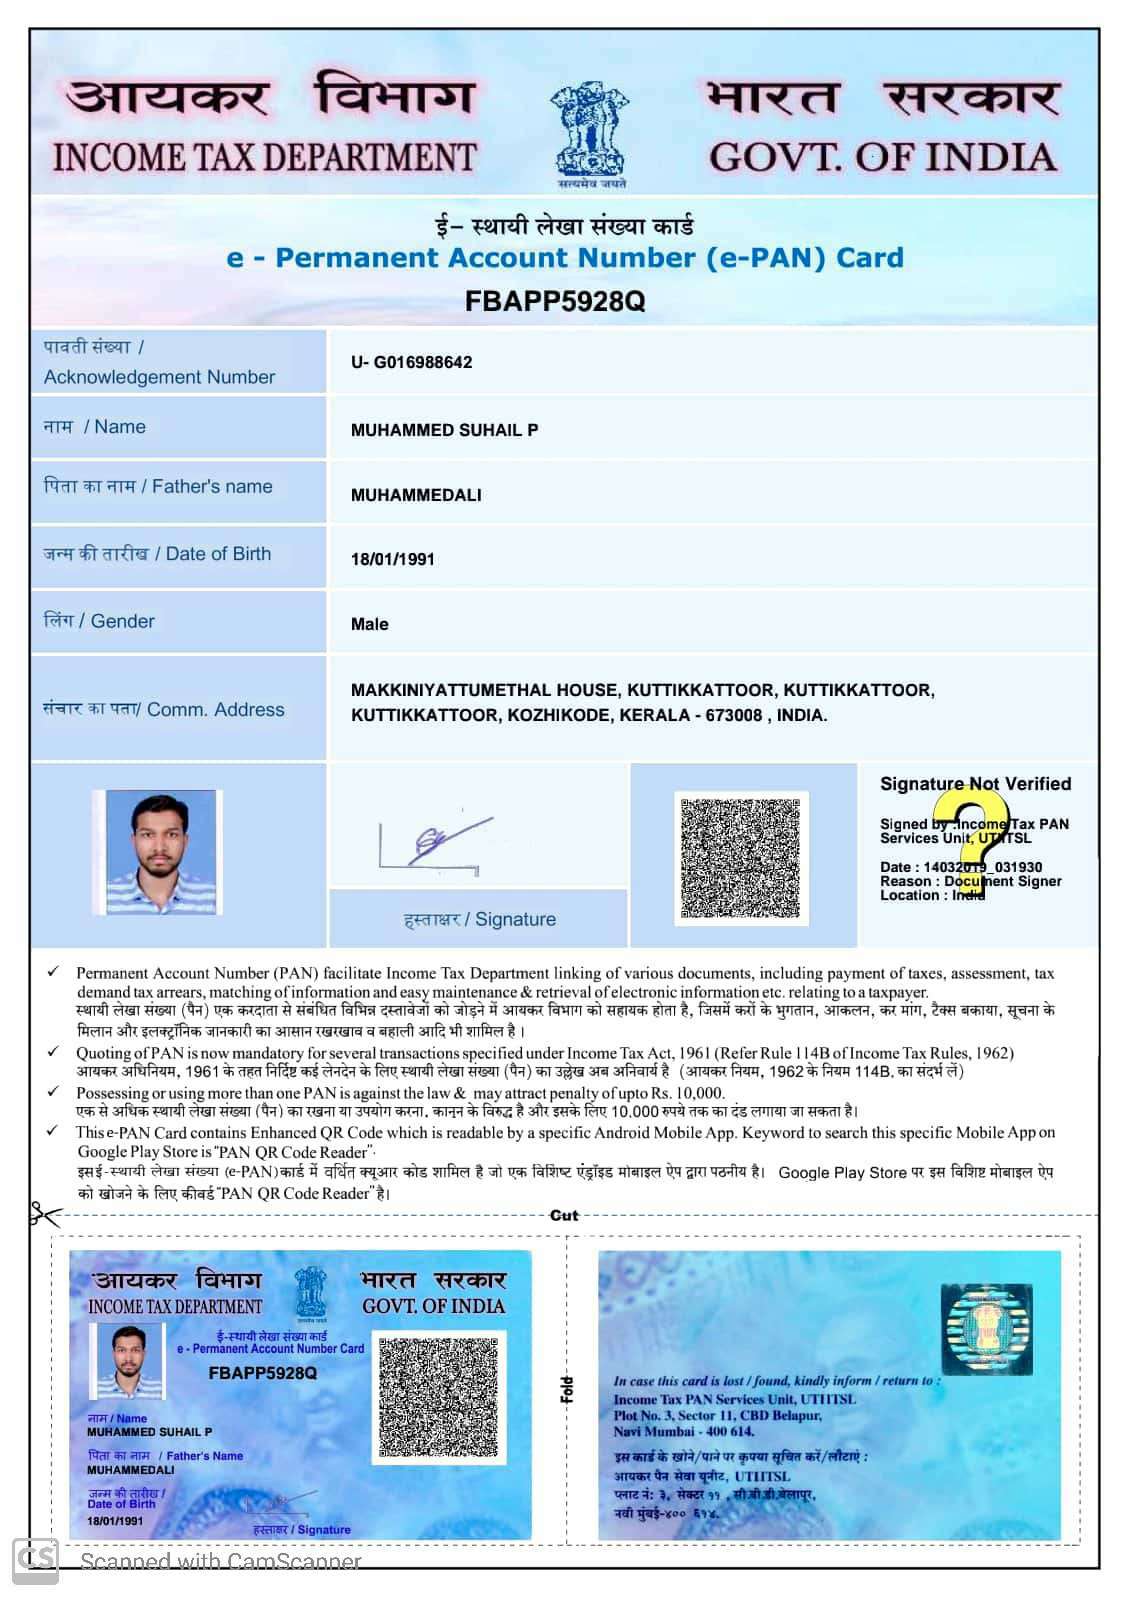 आयकर विभाग
INCOME TAX DEPARTMENT
सत्यमेव जयते
भारत सरकार
GOVT. OF INDIA
ई- स्थायी लेखा संख्या कार्ड
e - Permanent Account Number (e-PAN) Card
FBAPP5928Q
पावती संख्या /
Acknowledgement Number
U- G016988642
नाम / Name
MUHAMMED SUHAIL P
पिता का नाम / Father's name
MUHAMMEDALI
जन्म की तारीख / Date of Birth
18/01/1991
लिंग / Gender
Male
संचार का पता/ Comm. Address
MAKKINIYATTUMETHAL HOUSE, KUTTIKKATTOOR, KUTTIKKATTOOR,
KUTTIKKATTOOR, KOZHIKODE, KERALA - 673008 , INDIA.
हस्ताक्षर / Signature
Signature Not Verified
Signed by :Income Tax PAN
Services Unit, UTIITSL
Date : 14032019_031930
Reason : Document Signer
Location : India
Permanent Account Number (PAN) facilitate Income Tax Department linking of various documents, including payment of taxes, assessment, tax
demand tax arrears, matching of information and easy maintenance & retrieval of electronic information etc. relating to a taxpayer.
स्थायी लेखा संख्या (पैन) एक करदाता से संबंधित विभिन्न दस्तावेजों को जोड़ने में आयकर विभाग को सहायक होता है, जिसमें करों के भुगतान, आकलन, कर मांग, टैक्स बकाया, सूचना के
मिलान और इलक्ट्रॉनिक जानकारी का आसान रखरखाव व बहाली आदि भी शामिल है ।
Quoting of PAN is now mandatory for several transactions specified under Income Tax Act, 1961 (Refer Rule 114B of Income Tax Rules, 1962)
आयकर अधिनियम, 1961 के तहत निर्दिष्ट कई लेनदेन के लिए स्थायी लेखा संख्या (पैन) का उल्लेख अब अनिवार्य है (आयकर नियम, 1962 के नियम 114B, का संदर्भ लें)
Possessing or using more than one PAN is against the law & may attract penalty of upto Rs. 10,000.
एक से अधिक स्थायी लेखा संख्या (पैन) का रखना या उपयोग करना, कानुन के विरुद्ध है और इसके लिए 10,000 रुपये तक का दंड लगाया जा सकता है।
This e-PAN Card contains Enhanced QR Code which is readable by a specific Android Mobile App. Keyword to search this specific Mobile App on
Google Play Store is "PAN QR Code Reader".
इस ई-स्थायी लेखा संख्या (e-PAN) कार्ड में वर्धित क्यूआर कोड शामिल है जो एक विशिष्ट एंड्रॉइड मोबाइल ऐप द्वारा पठनीय है। Google Play Store पर इस विशिष्ट मोबाइल ऐप
को खोजने के लिए कीवर्ड "PAN QR Code Reader" है।
Cut
आयकर विभाग
INCOME TAX DEPARTMENT
सत्यमेव जयते
भारत सरकार
GOVT. OF INDIA
ई-स्थायी लेखा संख्या कार्ड
e - Permanent Account Number Card
FBAPP5928Q
नाम / Name
MUHAMMED SUHAIL P
पिता का नाम / Father's Name
MUHAMMEDALI
जन्म की तारीख /
Date of Birth
18/01/1991
हस्ताक्षर / Signature
Fold
In case this card is lost / found, kindly inform / return to :
Income Tax PAN Services Unit, UTIITSL
Plot No. 3, Sector 11, CBD Belapur,
Navi Mumbai - 400 614.
इस कार्ड के खोने/पाने पर कृपया सूचित करें/लौटाएं :
आयकर पैन सेवा यूनीट, UTIITSL
प्लाट नं: ३, सेक्टर ११ , सी.बी.डी.बेलापूर,
नवी मुंबई-४०० ६१४.
CS
Scanned with CamScanner